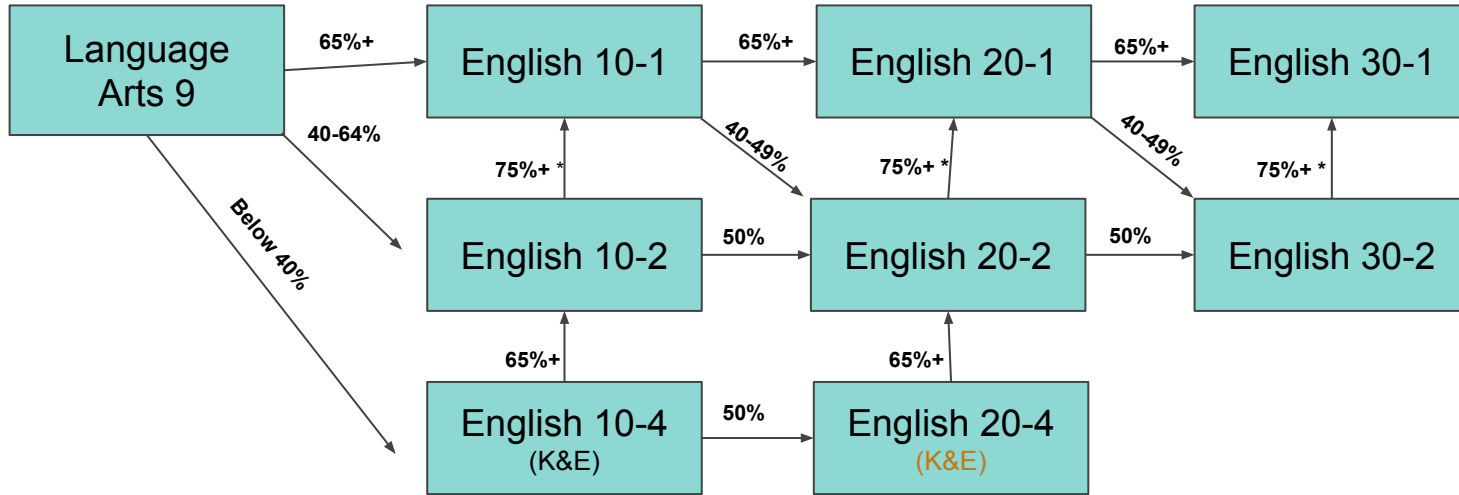 Language
Arts 9
65%+
English 10-1
65%+
English 20-1
65%+
English 30-1
40-64%
75%+ *
40-49%
75%+ *
40-49%
75%+ *
Below 40%
English 10-2
50%
English 20-2
50%
English 30-2
65%+
65%+
English 10-4
(K&E)
50%
English 20-4
(K&E)